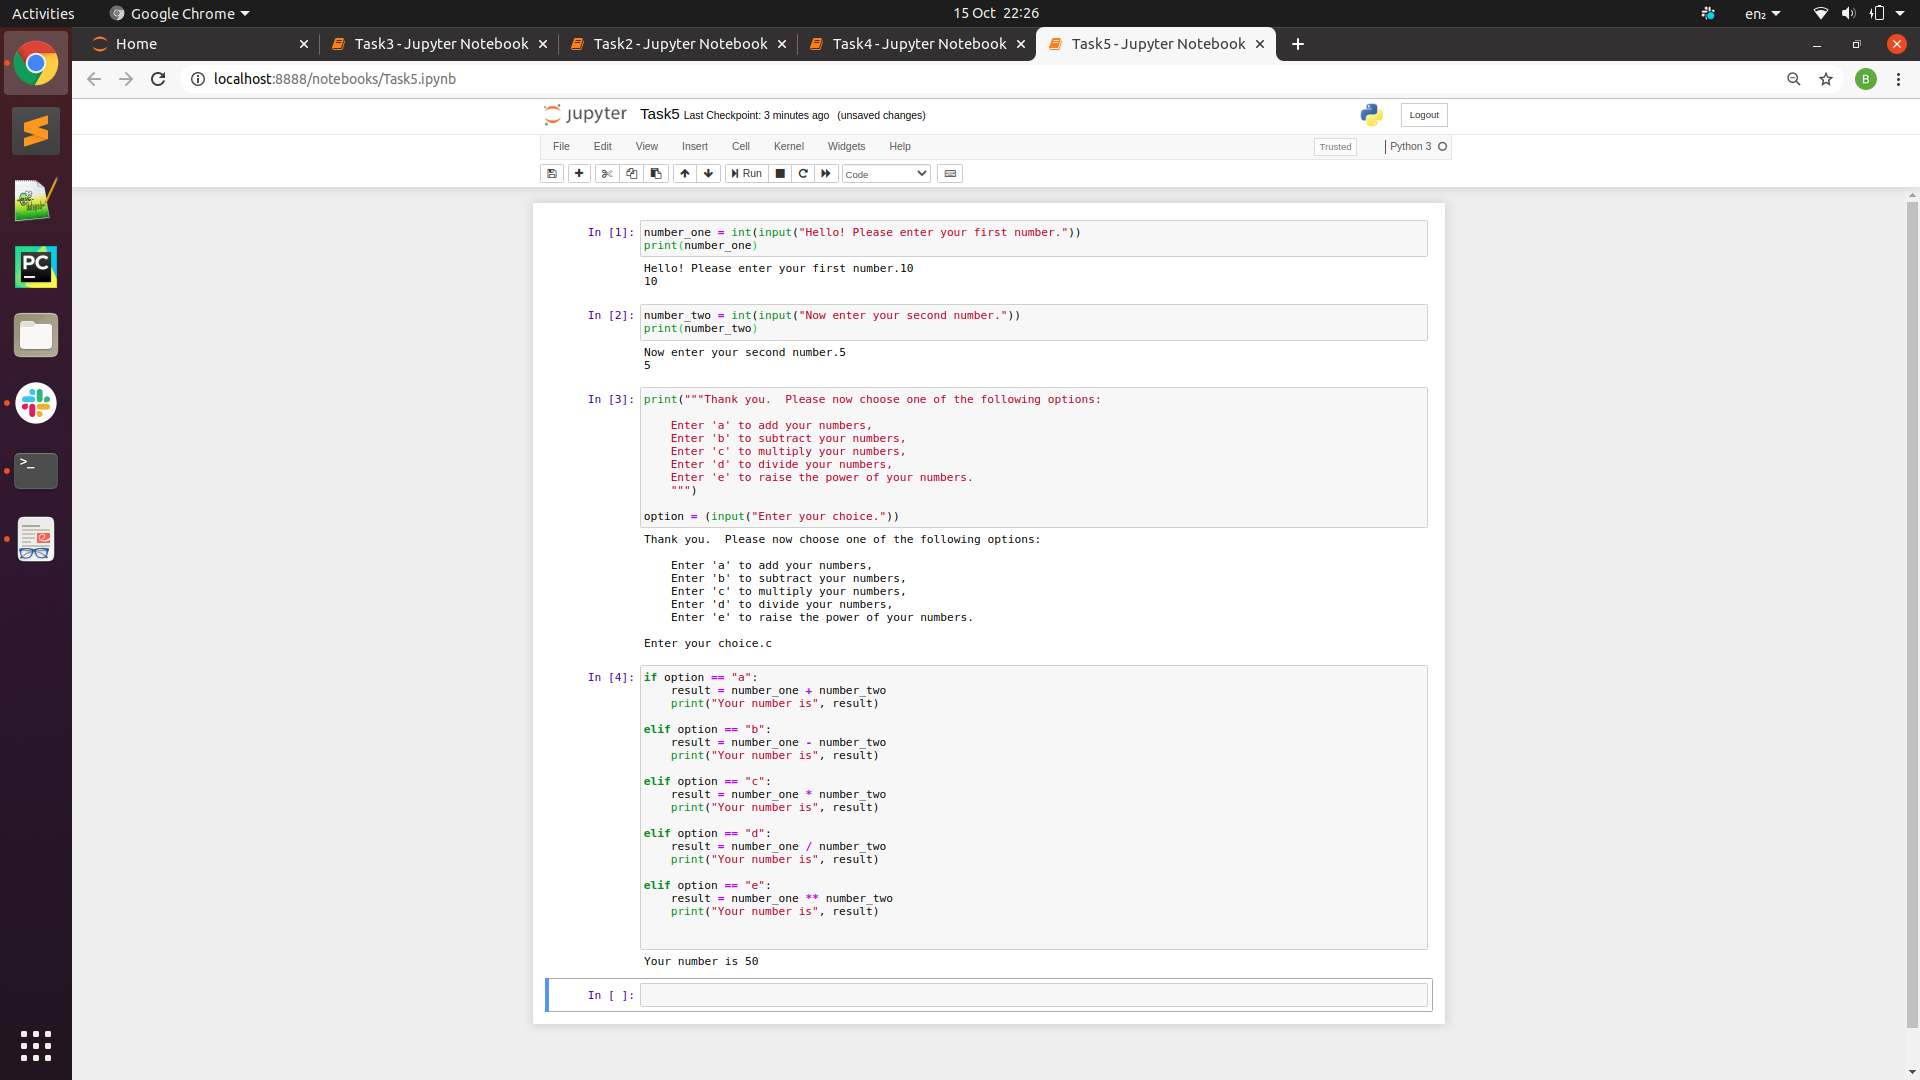 Activities
Google Chrome
15 Oct 22:26
en₂
Home
Task3 - Jupyter Notebook
Task2 - Jupyter Notebook
Task4 - Jupyter Notebook
Task5 - Jupyter Notebook
localhost:8888/notebooks/Task5.ipynb
B
jupyter Task5 Last Checkpoint: 3 minutes ago (unsaved changes)
Logout
File Edit View Insert Cell Kernel Widgets Help
Trusted
Python 3
Run
Code
PC
>_
In [1]: number_one = int(input("Hello! Please enter your first number."))
print(number_one)
Hello! Please enter your first number.10
10
In [2]: number_two = int(input("Now enter your second number."))
print(number_two)
Now enter your second number.5
5
In [3]: print("""Thank you.  Please now choose one of the following options:
    Enter 'a' to add your numbers,
    Enter 'b' to subtract your numbers,
    Enter 'c' to multiply your numbers,
    Enter 'd' to divide your numbers,
    Enter 'e' to raise the power of your numbers.
    """)
option = (input("Enter your choice."))
Thank you.  Please now choose one of the following options:
    Enter 'a' to add your numbers,
    Enter 'b' to subtract your numbers,
    Enter 'c' to multiply your numbers,
    Enter 'd' to divide your numbers,
    Enter 'e' to raise the power of your numbers.
Enter your choice.c
In [4]: if option == "a":
    result = number_one + number_two
    print("Your number is", result)
elif option == "b":
    result = number_one - number_two
    print("Your number is", result)
elif option == "c":
    result = number_one * number_two
    print("Your number is", result)
elif option == "d":
    result = number_one / number_two
    print("Your number is", result)
elif option == "e":
    result = number_one ** number_two
    print("Your number is", result)
Your number is 50
In [ ]: